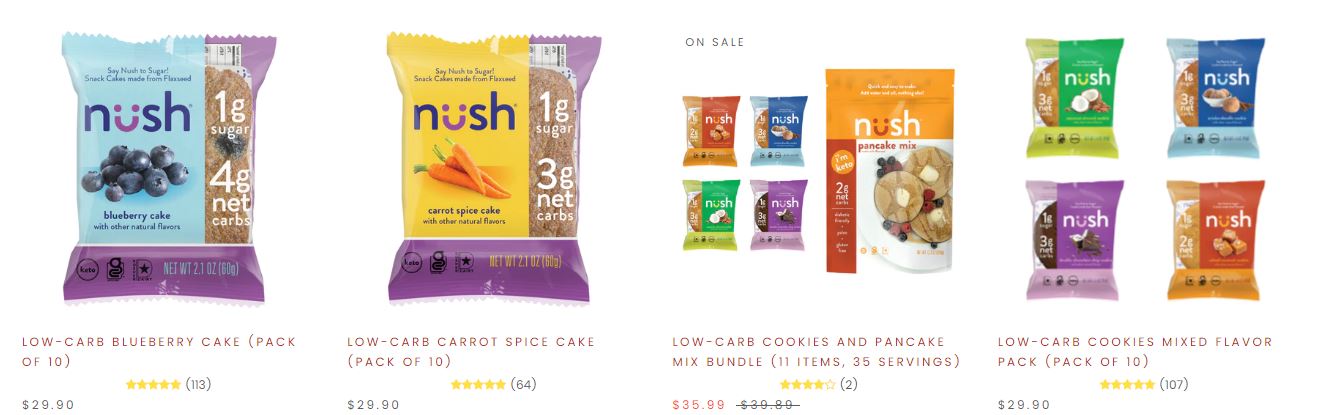 Say Nush to Sugar!
Snack Cakes made from Flaxseed
nush
1g
sugar
4g
net
carbs
blueberry cake
with other natural flavors
keto
NET WT 2.1 OZ (60g)
LOW-CARB BLUEBERRY CAKE (PACK
OF 10)
(113)
$29.90
Say Nush to Sugar!
Snack Cakes made from Flaxseed
nush
1g
sugar
3g
net
carbs
carrot spice cake
with other natural flavors
keto
NET WT 2.1 OZ (60g)
LOW-CARB CARROT SPICE CAKE
(PACK OF 10)
(64)
$29.90
ON SALE
nush
nush
nush
nush
Quick and easy to make.
Add water and oil, nothing else!
nush
pancake mix
i'm
keto
2g
net
carbs
diabetic
friendly
paleo
gluten
free
LOW-CARB COOKIES AND PANCAKE
MIX BUNDLE (11 ITEMS, 35 SERVINGS)
(2)
$35.99 $39.89
1g
3g
net
nush
1g
3g
net
nush
1g
3g
net
nush
1g
2g
net
nush
LOW-CARB COOKIES MIXED FLAVOR
PACK (PACK OF 10)
(107)
$29.90